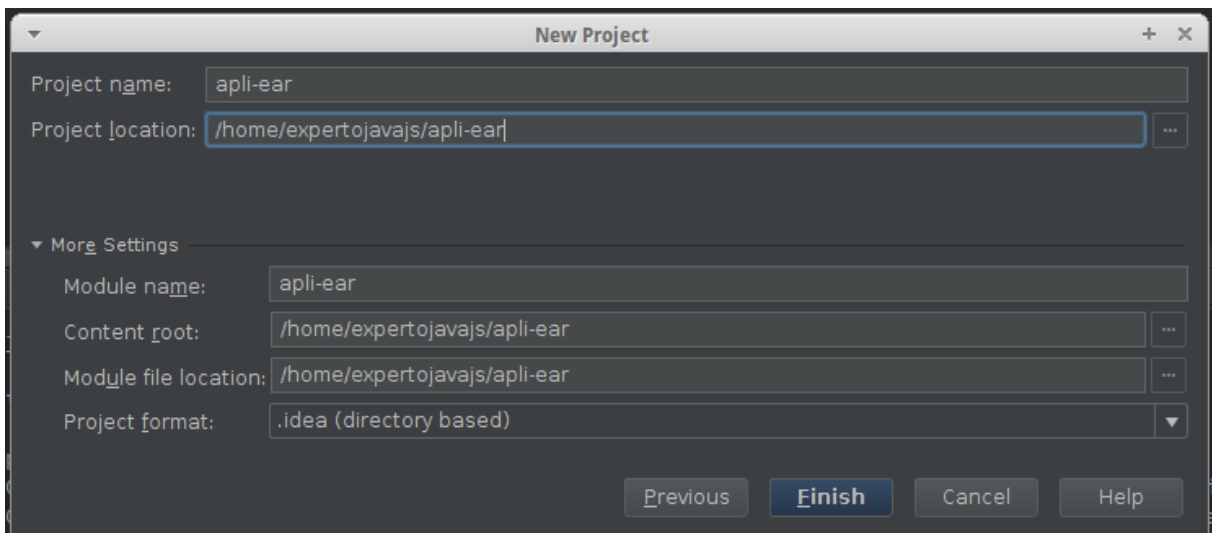 New Project
Project name: apli-ear
Project location: /home/expertojavajs/apli-ear
More Settings
Module name: apli-ear
Content root: /home/expertojavajs/apli-ear
Module file location: /home/expertojavajs/apli-ear
Project format: .idea (directory based)
Previous Finish Cancel Help